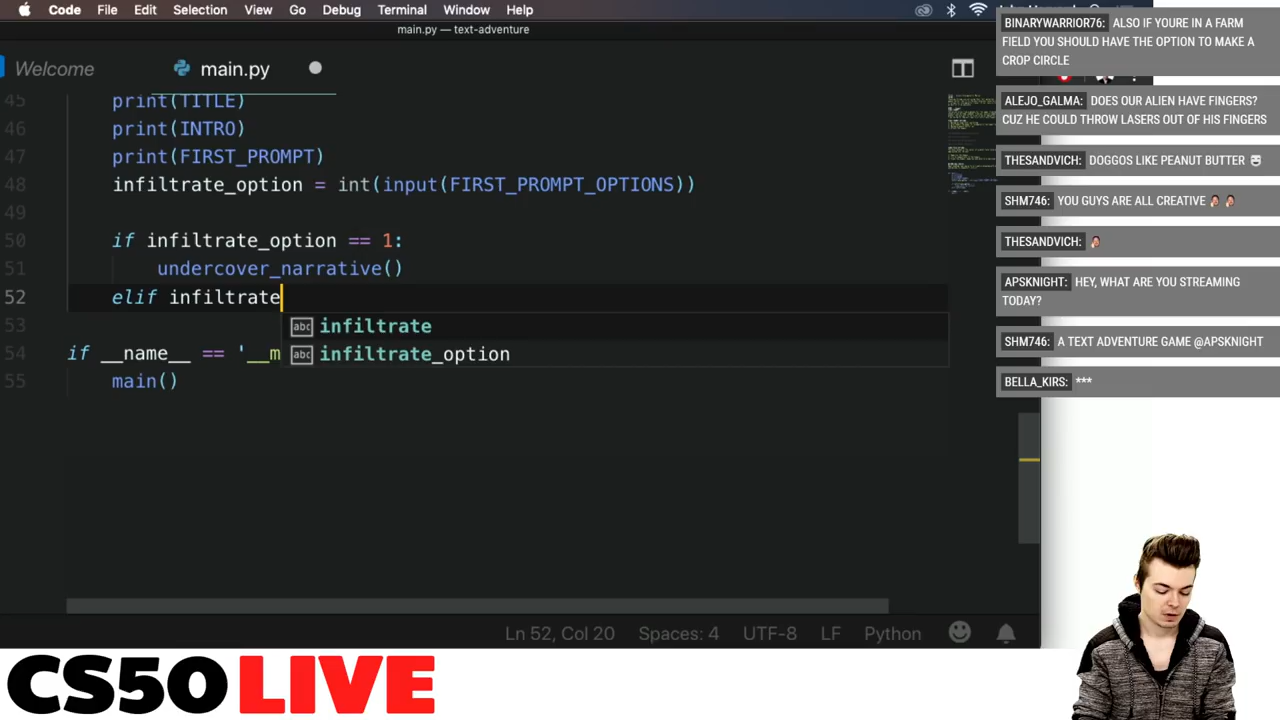 Code File Edit Selection View Go Debug Terminal Window Help
main.py — text-adventure
Welcome main.py
45 print(TITLE)
46 print(INTRO)
47 print(FIRST_PROMPT)
48 infiltrate_option = int(input(FIRST_PROMPT_OPTIONS))
49
50 if infiltrate_option == 1:
51 undercover_narrative()
52 elif infiltrate
abc infiltrate
53
abc infiltrate_option
54 if __name__ == '__m
55 main()
Ln 52, Col 20 Spaces: 4 UTF-8 LF Python
BINARYWARRIOR76: ALSO IF YOURE IN A FARM
FIELD YOU SHOULD HAVE THE OPTION TO MAKE A
CROP CIRCLE
ALEJO_GALMA: DOES OUR ALIEN HAVE FINGERS?
CUZ HE COULD THROW LASERS OUT OF HIS FINGERS
THESANDVICH: DOGGOS LIKE PEANUT BUTTER
SHM746: YOU GUYS ARE ALL CREATIVE
THESANDVICH:
APSKNIGHT: HEY, WHAT ARE YOU STREAMING
TODAY?
SHM746: A TEXT ADVENTURE GAME @APSKNIGHT
BELLA_KIRS: ***
CS50LIVE